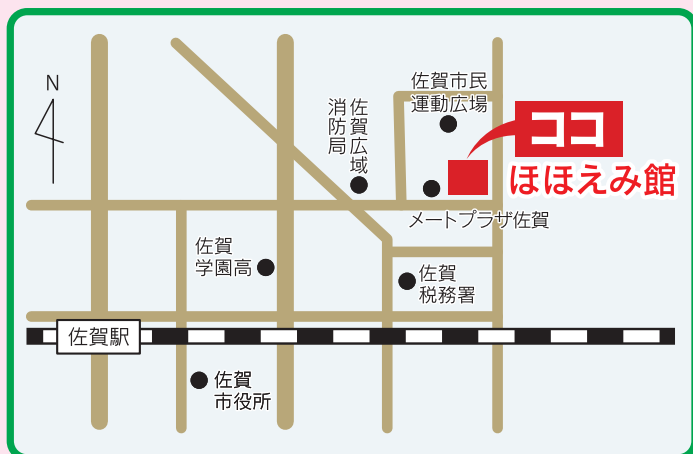 N
佐賀市民
運動広場
佐賀広域
消防局
ココ
ほほえみ館
メートプラザ佐賀
佐賀
学園高
佐賀
税務署
佐賀駅
佐賀
市役所